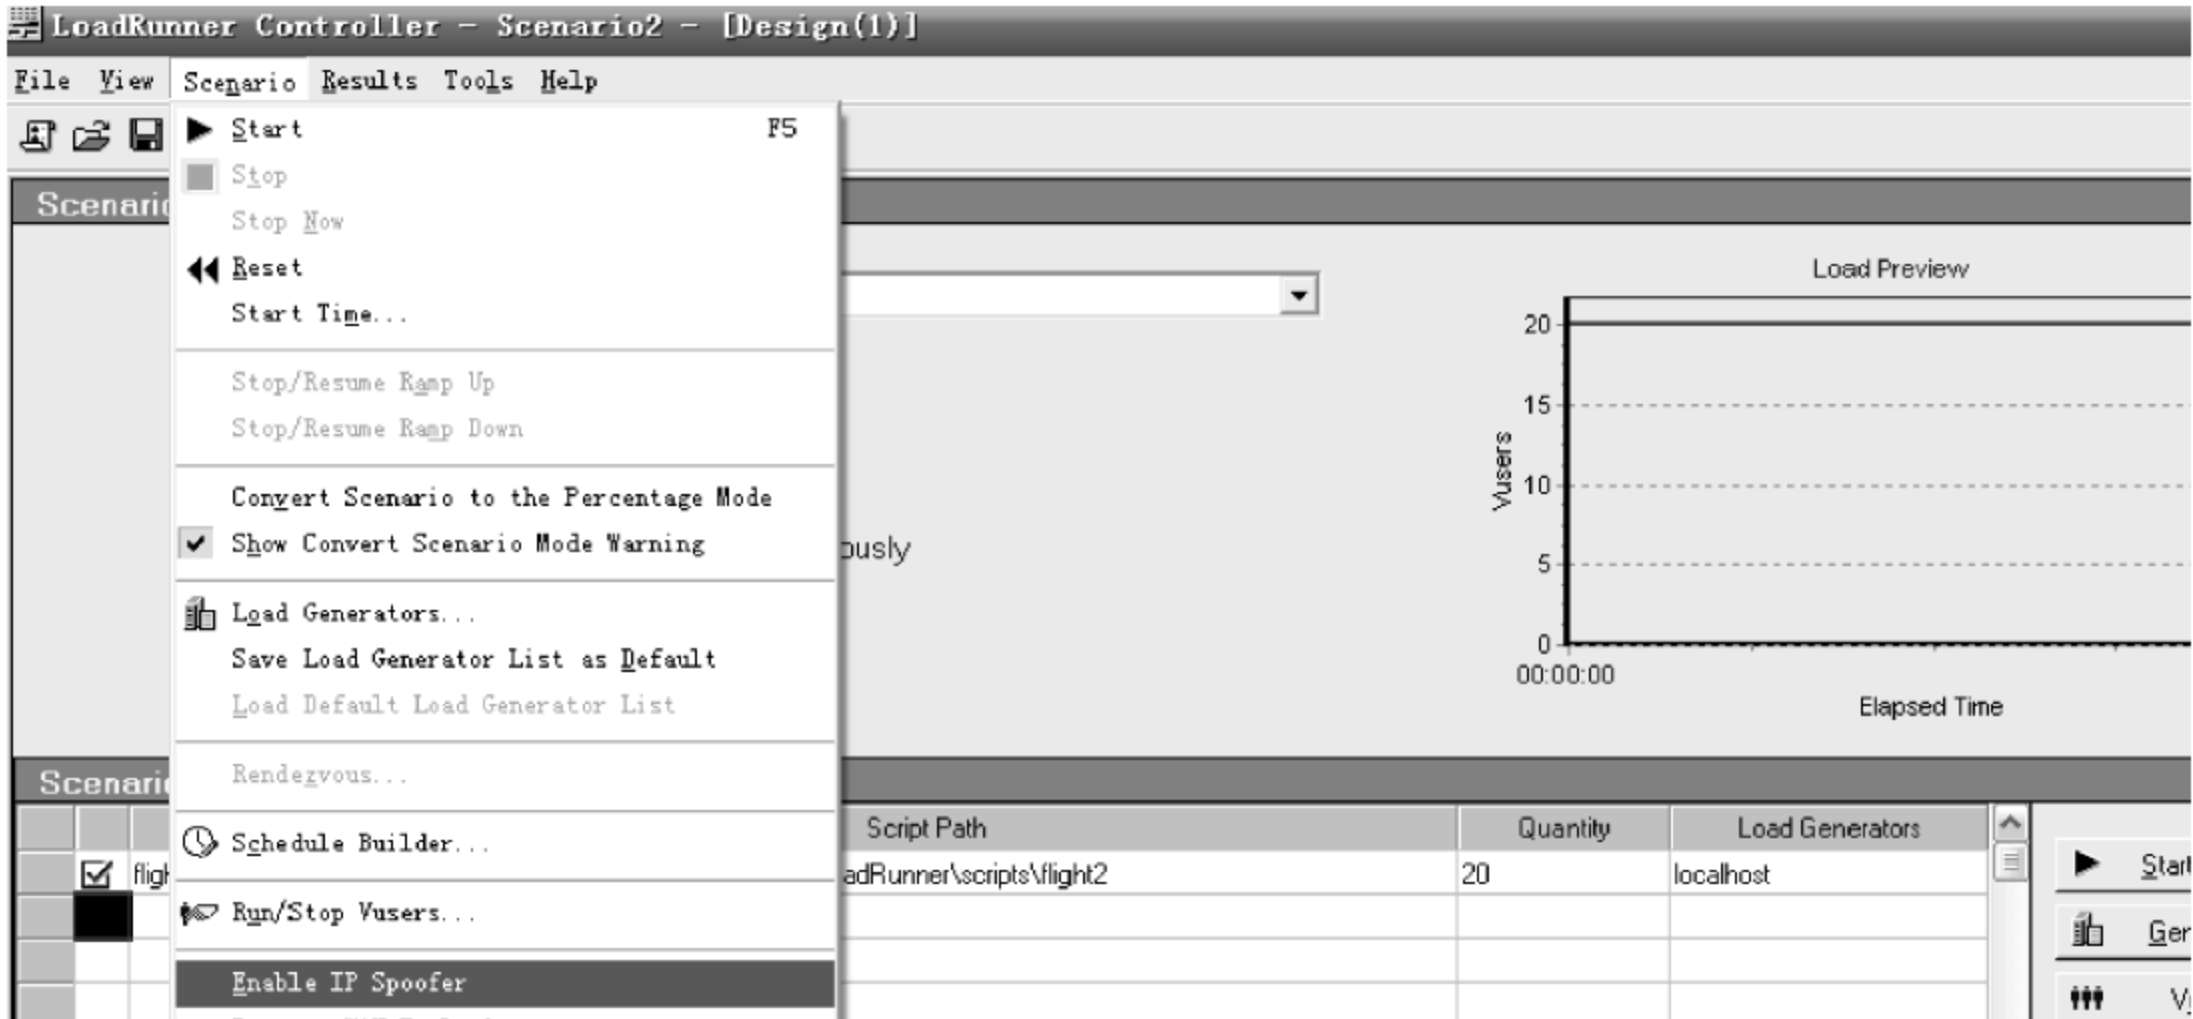 LoadRunner Controller - Scenario2 - [Design(1)]
File View Scenario Results Tools Help
Start F5
Stop
Stop Now
Reset
Start Time...
Stop/Resume Ramp Up
Stop/Resume Ramp Down
Convert Scenario to the Percentage Mode
Show Convert Scenario Mode Warning
Load Generators...
Save Load Generator List as Default
Load Default Load Generator List
Rendezvous...
Schedule Builder...
Run/Stop Vusers...
Enable IP Spoofer
Scenario
ously
Load Preview
Vusers
20
15
10
5
0
00:00:00
Elapsed Time
Scenario
Script Path Quantity Load Generators
fligh adRunner\scripts\flight2 20 localhost
Start
Gen